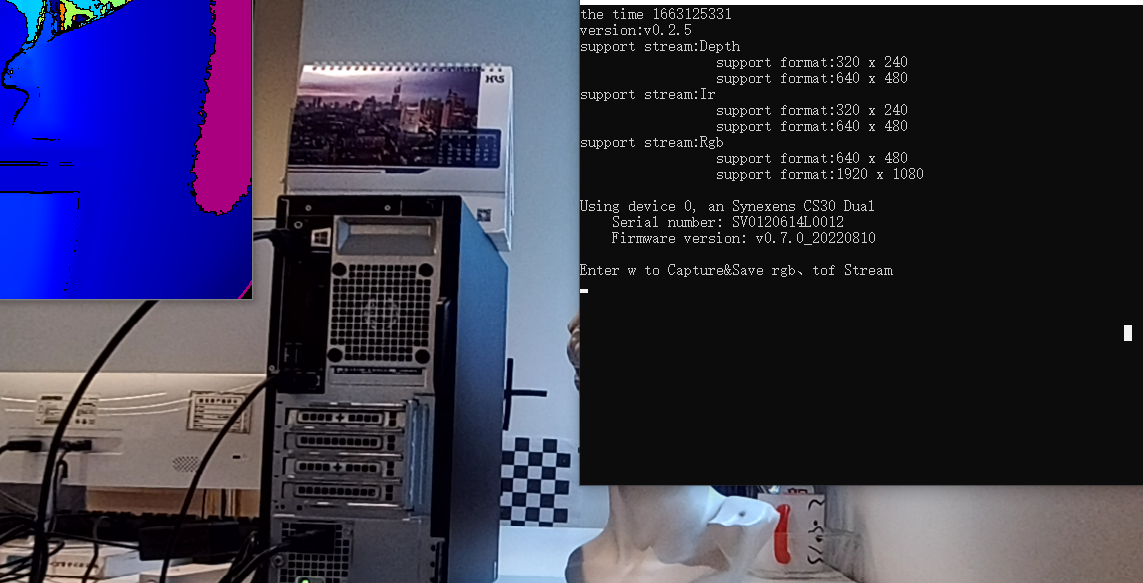 the time 1663125331
version:v0.2.5
support stream:Depth
support format:320 x 240
support format:640 x 480
support stream:Ir
support format:320 x 240
support format:640 x 480
support stream:Rgb
support format:640 x 480
support format:1920 x 1080
Using device 0, an Synexens CS30 Dual
Serial number: SV0120614L0012
Firmware version: v0.7.0_20220810
Enter w to Capture&Save rgb、tof Stream